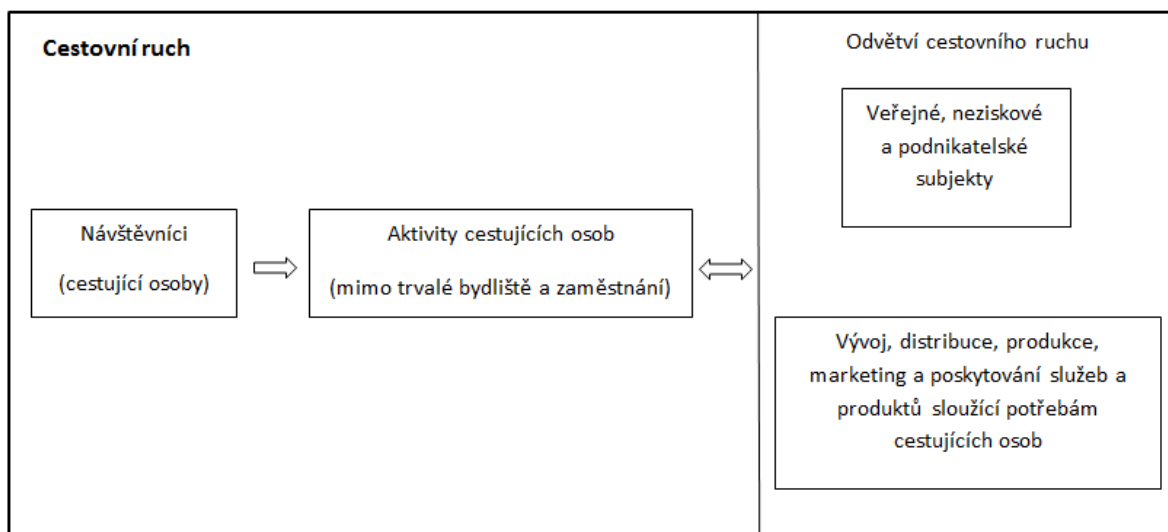 Cestovní ruch
Návštěvníci
(cestující osoby)
Aktivity cestujících osob
(mimo trvalé bydliště a zaměstnání)
Odvětví cestovního ruchu
Veřejné, neziskové
a podnikatelské
subjekty
Vývoj, distribuce, produkce,
marketing a poskytování služeb a
produktů sloužící potřebám
cestujících osob